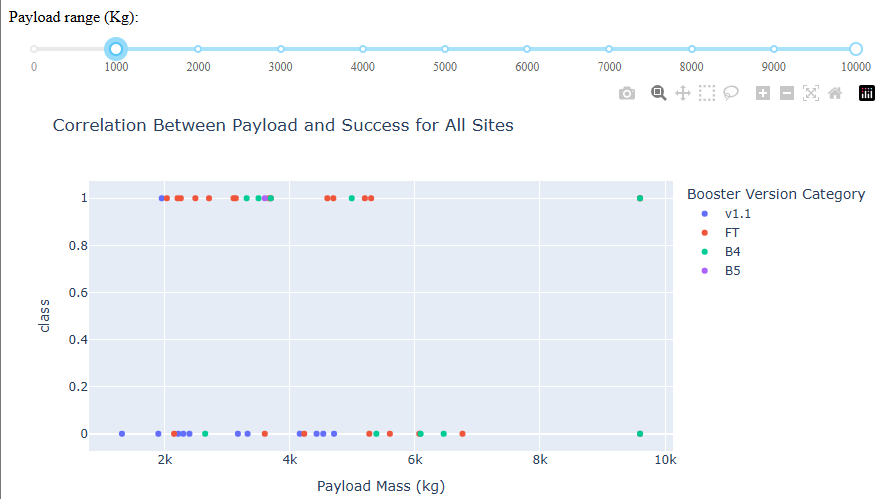 Payload range (Kg):
0 1000 2000 3000 4000 5000 6000 7000 8000 9000 10000
Correlation Between Payload and Success for All Sites
Booster Version Category
v1.1
FT
B4
B5
class
1
0.8
0.6
0.4
0.2
0
2k 4k 6k 8k 10k
Payload Mass (kg)